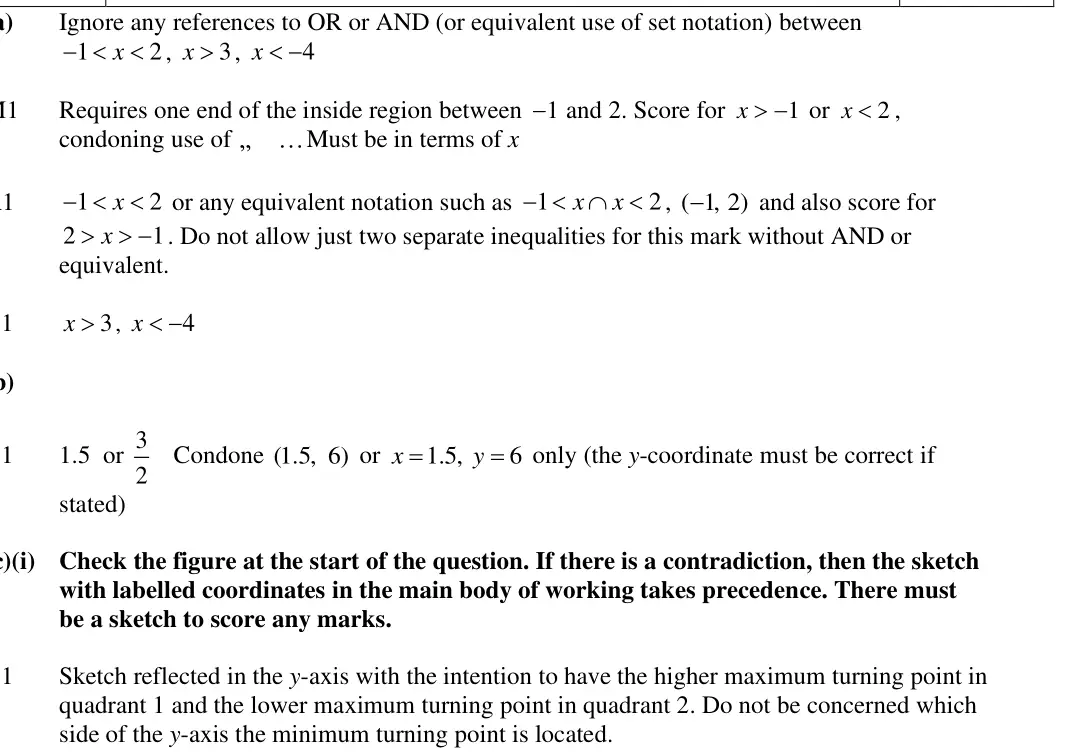 a)	Ignore any references to OR or AND (or equivalent use of set notation) between
−1 < x < 2, x > 3, x < −4
M1	Requires one end of the inside region between −1 and 2. Score for x > −1 or x < 2,
condoning use of „ …Must be in terms of x
1	−1 < x < 2 or any equivalent notation such as −1 < x ∩ x < 2, (−1, 2) and also score for
2 > x > −1. Do not allow just two separate inequalities for this mark without AND or
equivalent.
1	x > 3, x < −4
b)
1	1.5 or 3/2 Condone (1.5, 6) or x = 1.5, y = 6 only (the y-coordinate must be correct if
stated)
c)(i)	Check the figure at the start of the question. If there is a contradiction, then the sketch
with labelled coordinates in the main body of working takes precedence. There must
be a sketch to score any marks.
1	Sketch reflected in the y-axis with the intention to have the higher maximum turning point in
quadrant 1 and the lower maximum turning point in quadrant 2. Do not be concerned which
side of the y-axis the minimum turning point is located.